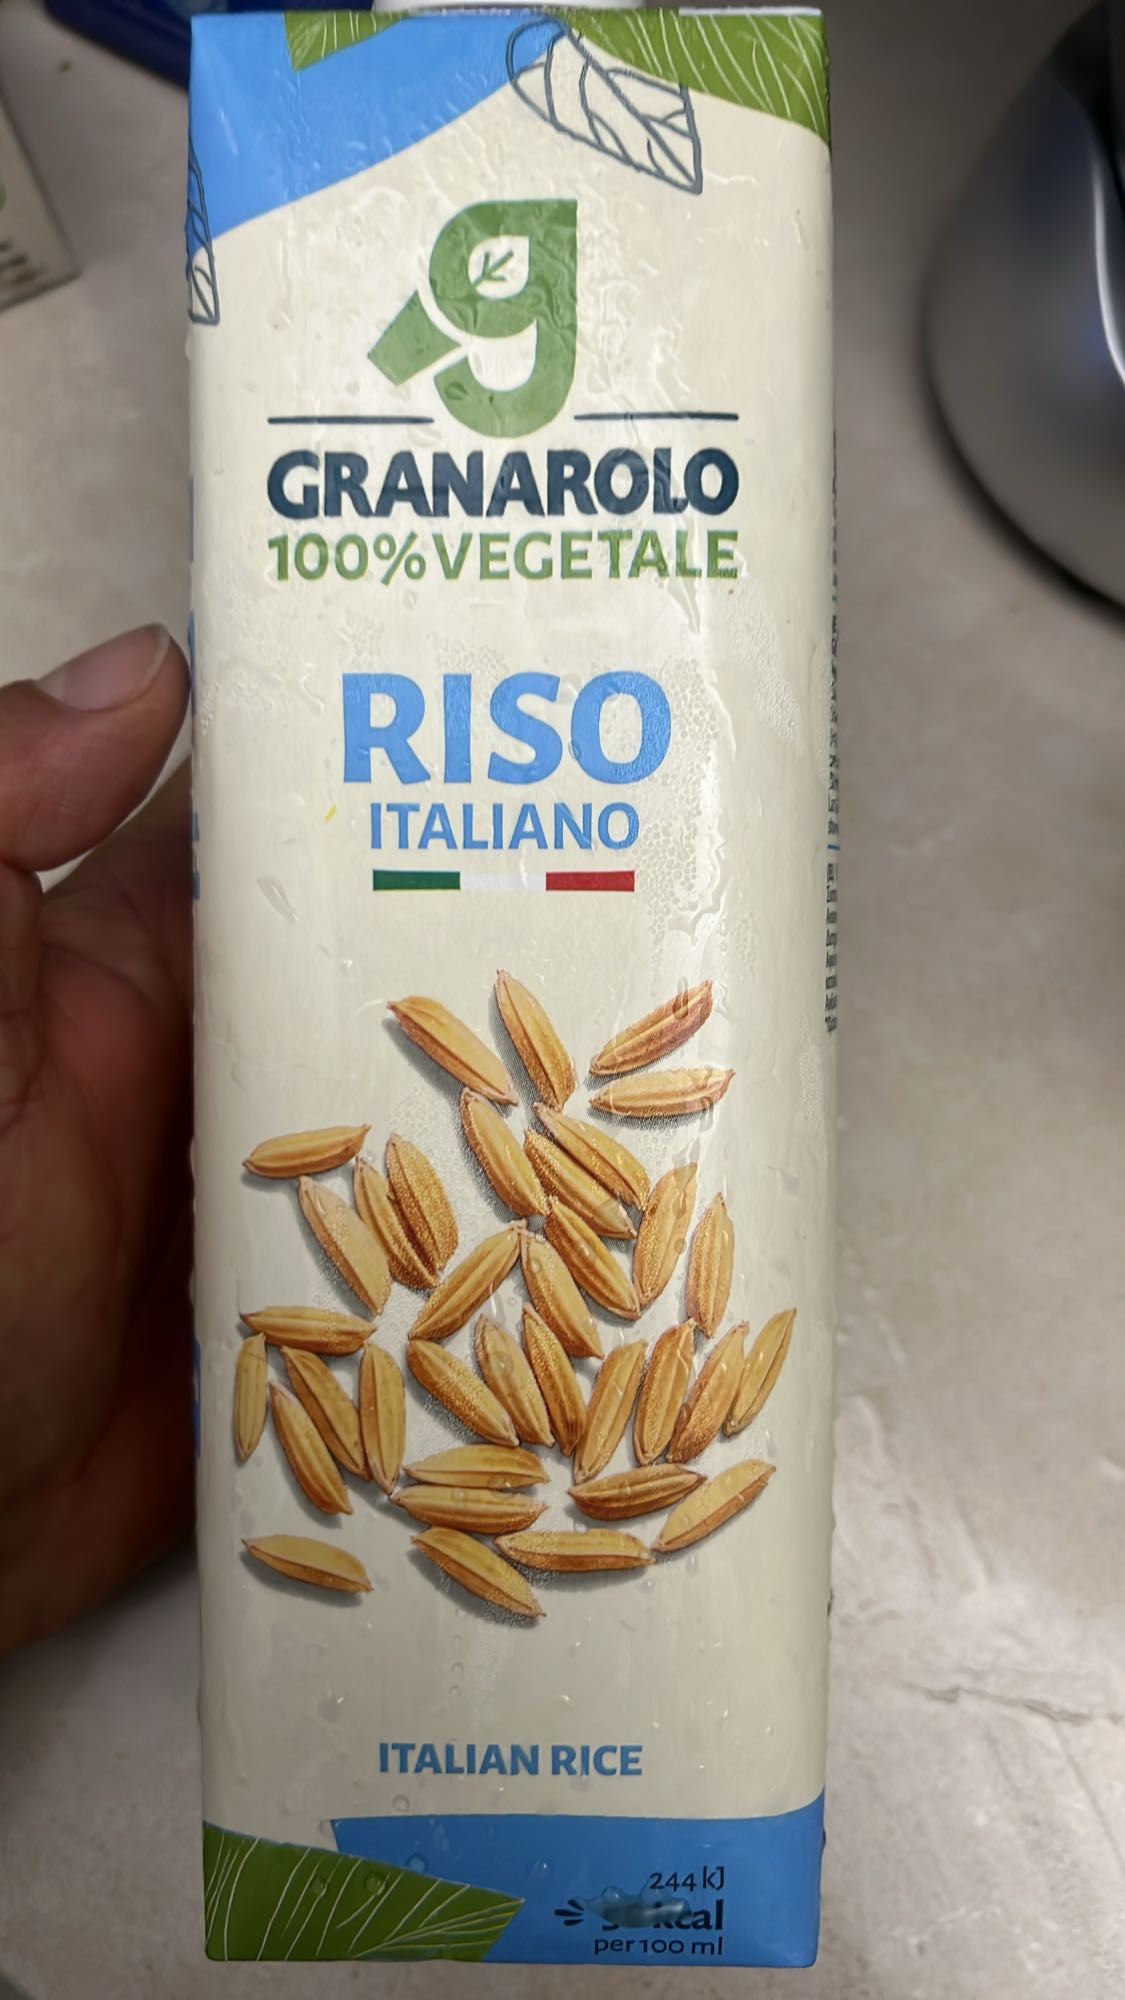 GRANAROLO
100% VEGETALE
RISO
ITALIANO
ITALIAN RICE
244 kJ
kcal
per 100 ml